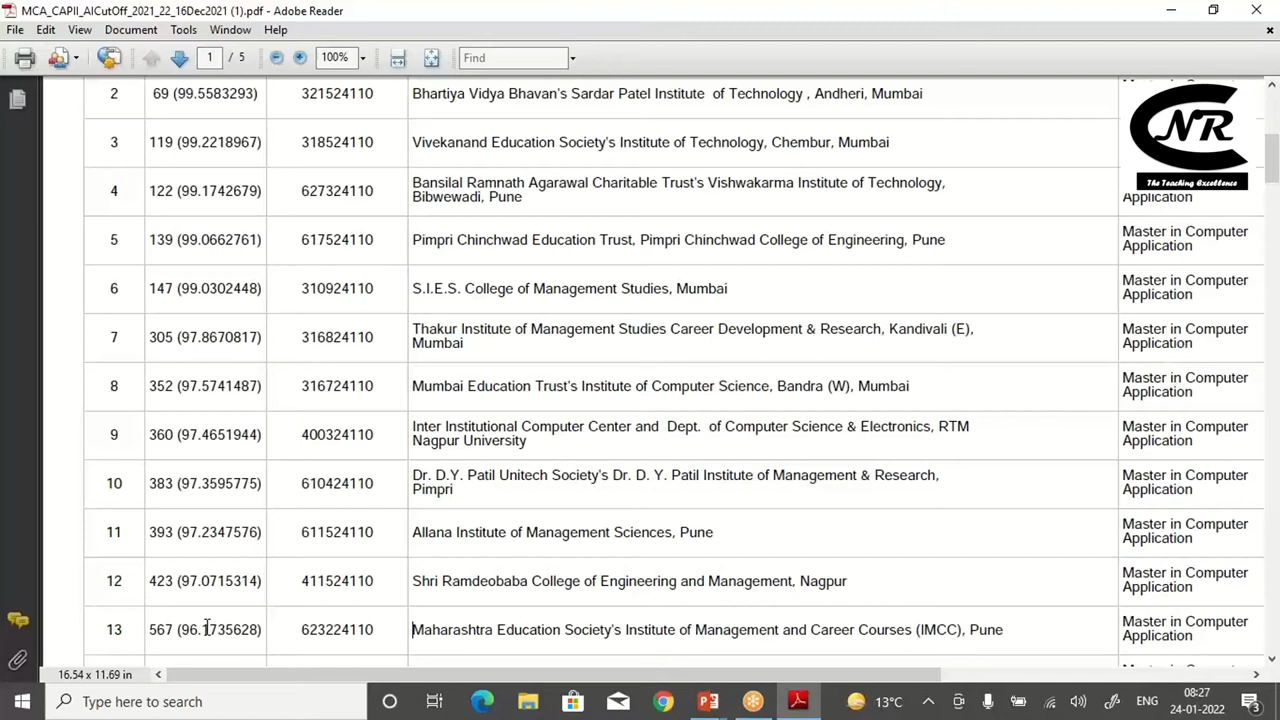 MCA_CAPII_AICutOff_2021_22_16Dec2021 (1).pdf - Adobe Reader
File Edit View Document Tools Window Help
1 / 5 100% Find
2 69 (99.5583293) 321524110 Bhartiya Vidya Bhavan's Sardar Patel Institute of Technology , Andheri, Mumbai
3 119 (99.2218967) 318524110 Vivekanand Education Society's Institute of Technology, Chembur, Mumbai
NR
The Teaching Excellence
4 122 (99.1742679) 627324110 Bansilal Ramnath Agarawal Charitable Trust's Vishwakarma Institute of Technology,
Bibwewadi, Pune
Application
5 139 (99.0662761) 617524110 Pimpri Chinchwad Education Trust, Pimpri Chinchwad College of Engineering, Pune Master in Computer
Application
6 147 (99.0302448) 310924110 S.I.E.S. College of Management Studies, Mumbai Master in Computer
Application
7 305 (97.8670817) 316824110 Thakur Institute of Management Studies Career Development & Research, Kandivali (E), Master in Computer
Mumbai Application
8 352 (97.5741487) 316724110 Mumbai Education Trust's Institute of Computer Science, Bandra (W), Mumbai Master in Computer
Application
9 360 (97.4651944) 400324110 Inter Institutional Computer Center and Dept. of Computer Science & Electronics, RTM Master in Computer
Nagpur University Application
10 383 (97.3595775) 610424110 Dr. D.Y. Patil Unitech Society's Dr. D. Y. Patil Institute of Management & Research, Master in Computer
Pimpri Application
11 393 (97.2347576) 611524110 Allana Institute of Management Sciences, Pune Master in Computer
Application
12 423 (97.0715314) 411524110 Shri Ramdeobaba College of Engineering and Management, Nagpur Master in Computer
Application
13 567 (96.1735628) 623224110 Maharashtra Education Society's Institute of Management and Career Courses (IMCC), Pune Master in Computer
Application
16.54 x 11.69 in
Type here to search 13°C ENG 08:27
24-01-2022
3